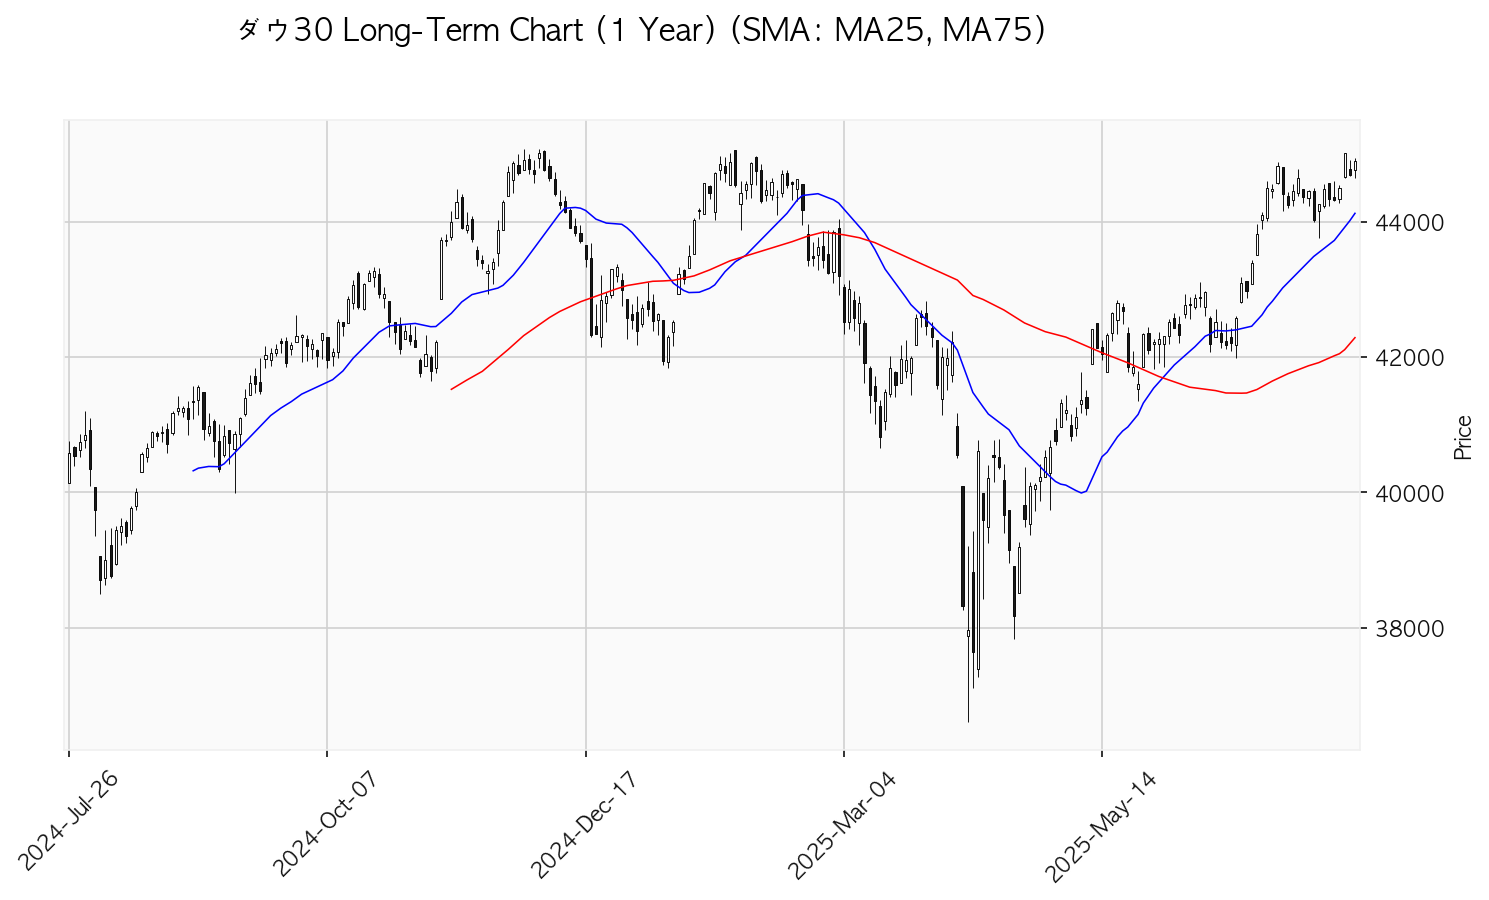 ダウ30 Long-Term Chart (1 Year) (SMA: MA25, MA75)
44000
42000
40000
38000
Price
2024-Jul-26
2024-Oct-07
2024-Dec-17
2025-Mar-04
2025-May-14